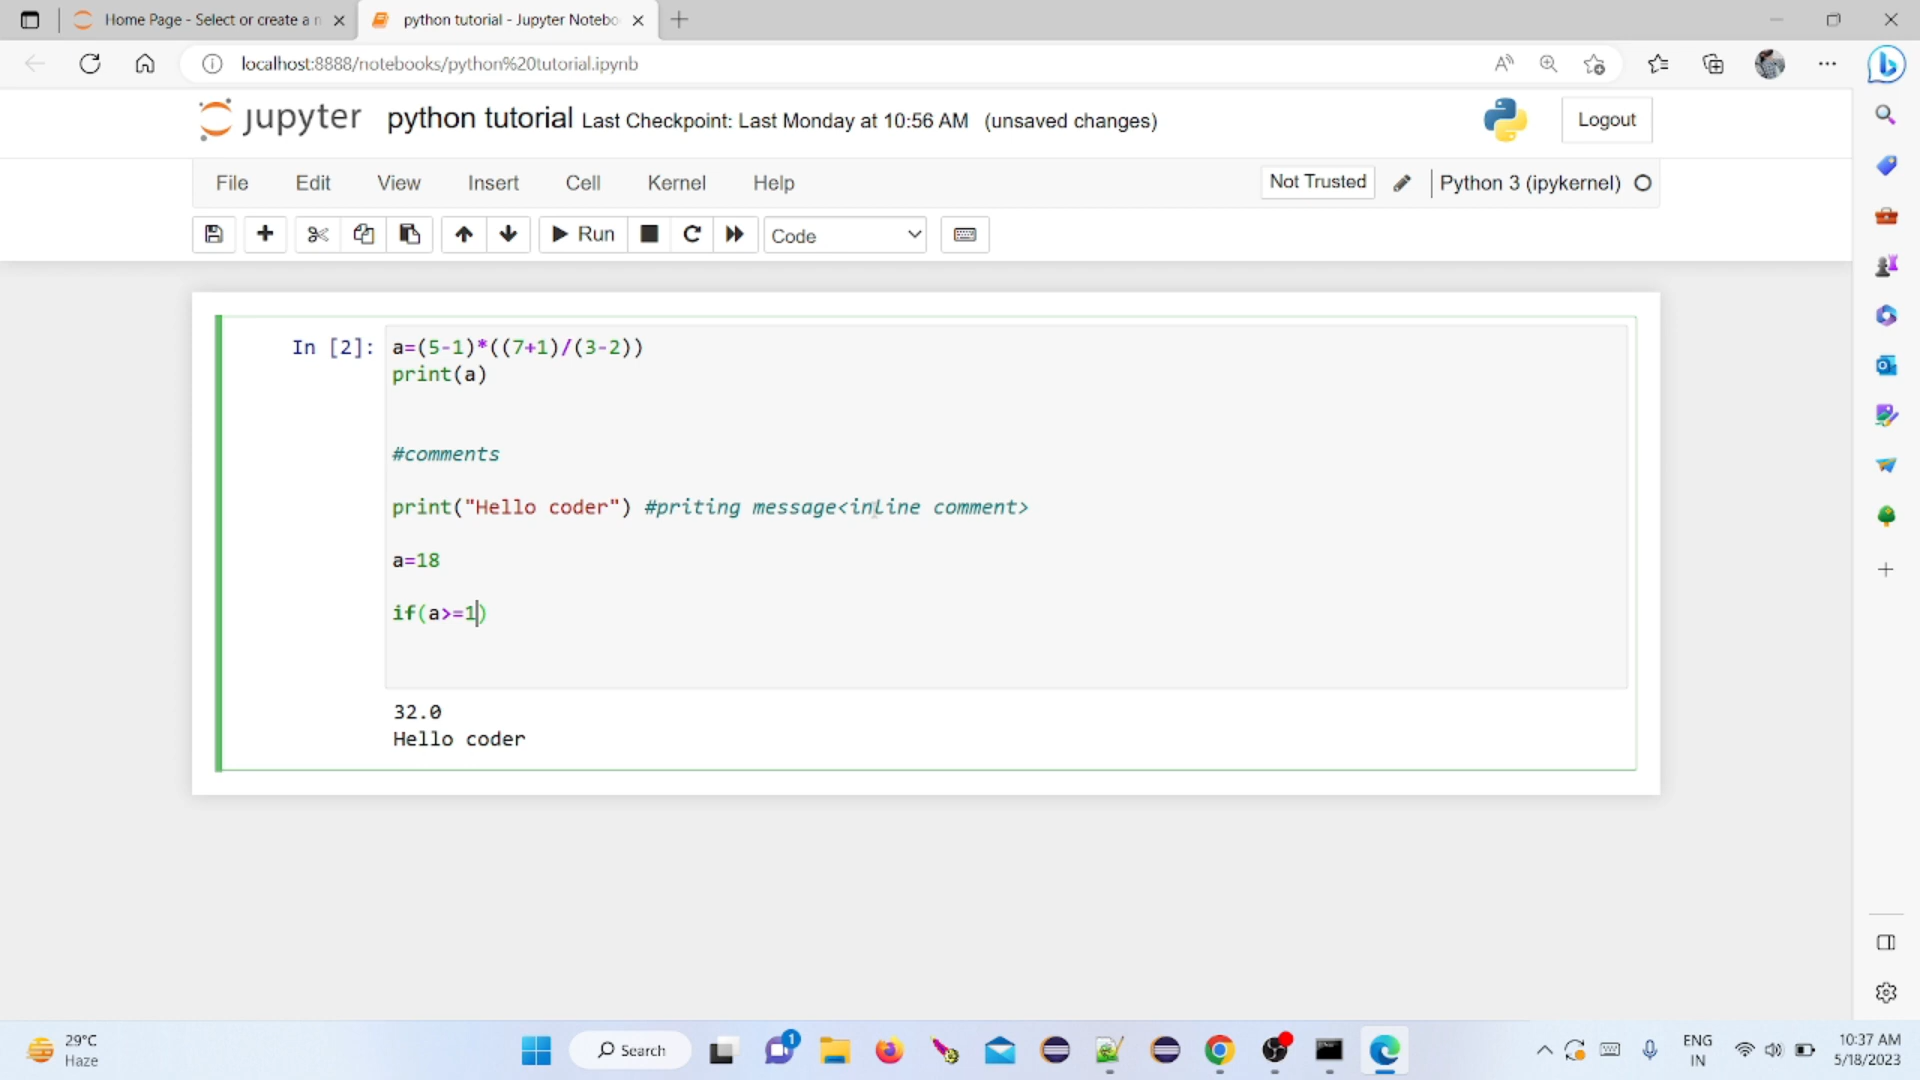 Home Page - Select or create a n
python tutorial - Jupyter Notebo
localhost:8888/notebooks/python%20tutorial.ipynb
jupyter python tutorial Last Checkpoint: Last Monday at 10:56 AM (unsaved changes)
Logout
File Edit View Insert Cell Kernel Help
Not Trusted
Python 3 (ipykernel)
Run
Code
In [2]: a=(5-1)*((7+1)/(3-2))
print(a)
#comments
print("Hello coder") #priting message<inline comment>
a=18
if(a>=1)
32.0
Hello coder
29°C
Haze
Search
1
ENG
IN
10:37 AM
5/18/2023